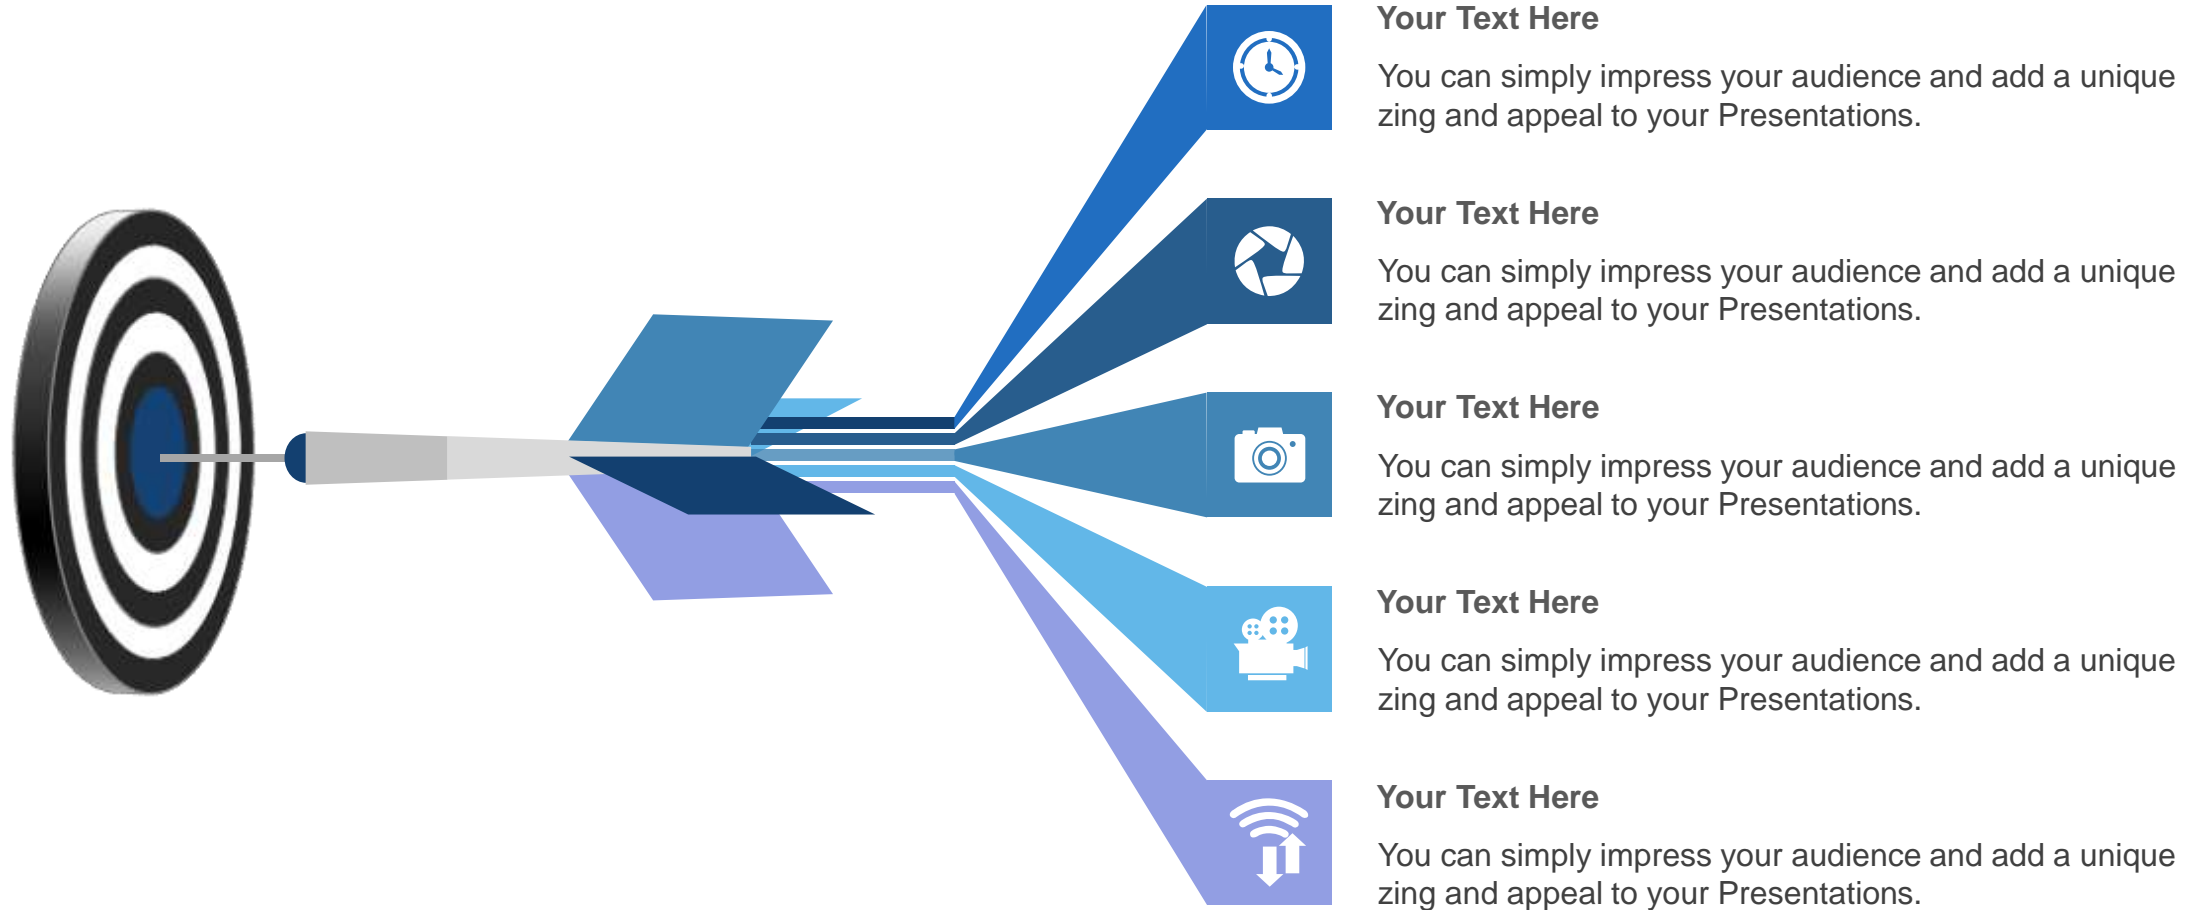 Your Text Here
You can simply impress your audience and add a unique
zing and appeal to your Presentations.
Your Text Here
You can simply impress your audience and add a unique
zing and appeal to your Presentations.
Your Text Here
You can simply impress your audience and add a unique
zing and appeal to your Presentations.
Your Text Here
You can simply impress your audience and add a unique
zing and appeal to your Presentations.
Your Text Here
You can simply impress your audience and add a unique
zing and appeal to your Presentations.